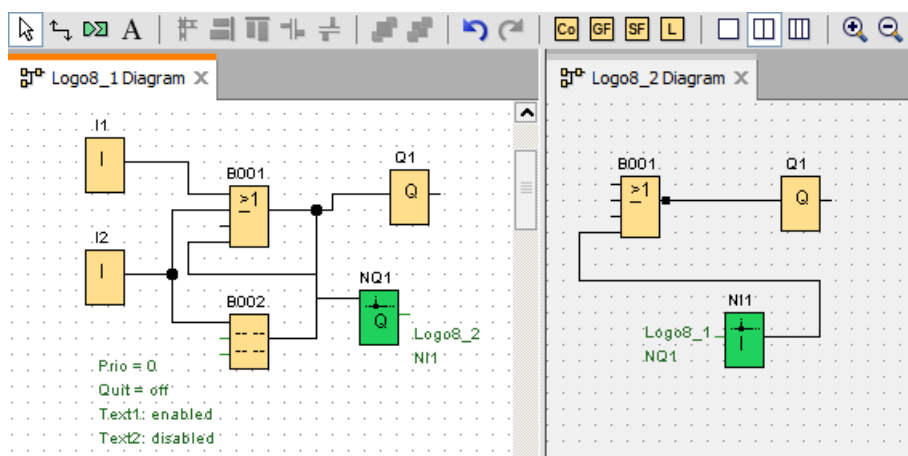 A Co GF SF L
Logo8_1 Diagram
Logo8_2 Diagram
I1
I
B001
>1
Q1
Q
I2
I
B002
NQ1
Q
Logo8_2
NI1
Prio = 0
Quit = off
Text1: enabled
Text2: disabled
B001
>1
Q1
Q
NI1
I
Logo8_1
NQ1